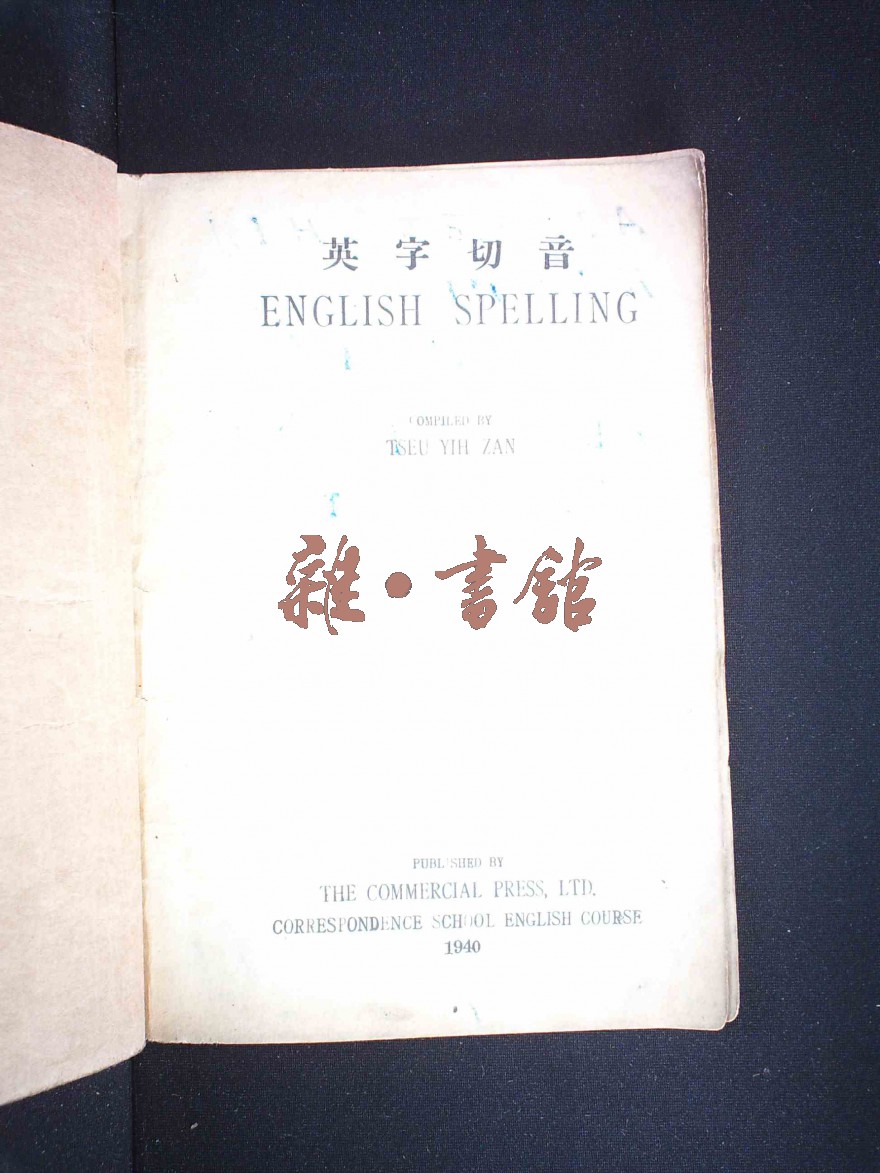 英字切音
ENGLISH SPELLING
COMPILED BY
TSEU YIH ZAN
雜·書館
PUBLISHED BY
THE COMMERCIAL PRESS, LTD.
CORRESPONDENCE SCHOOL ENGLISH COURSE
1940